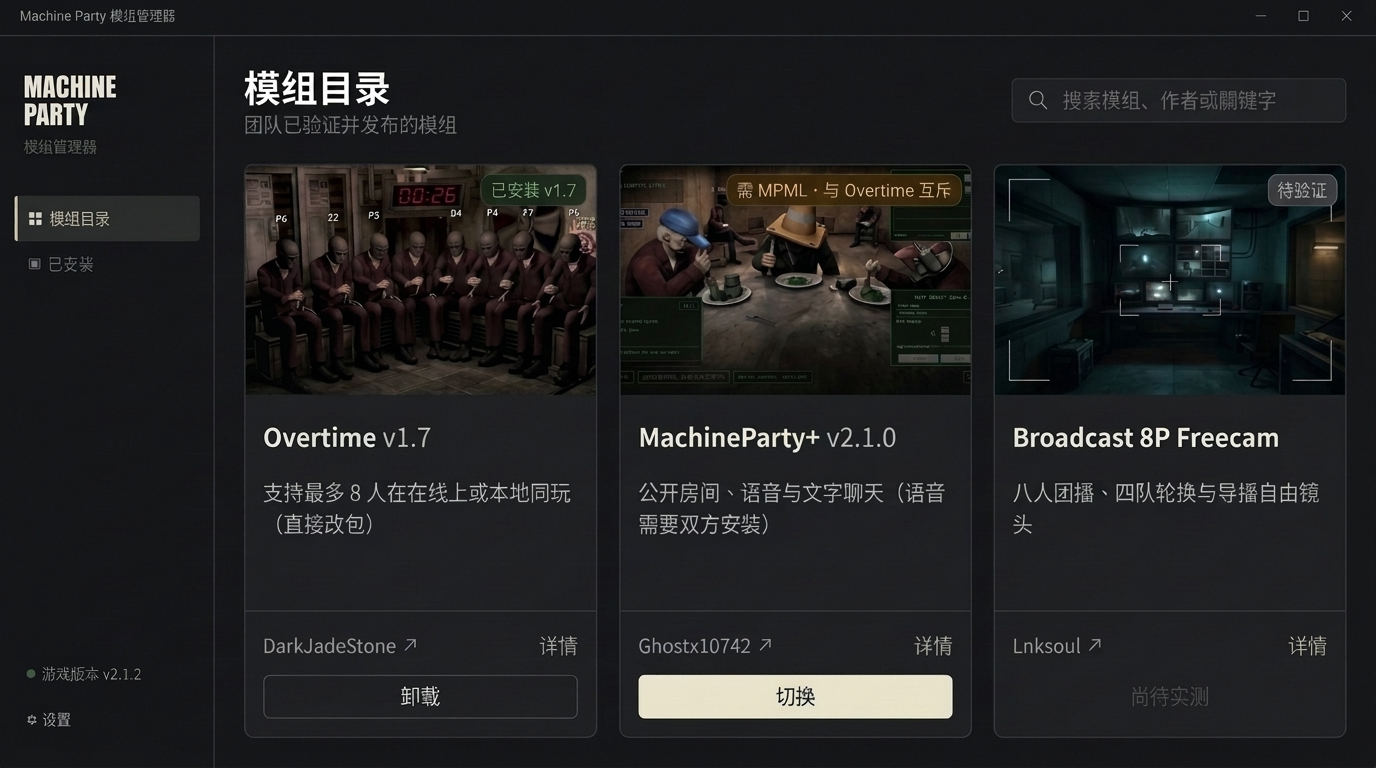 Machine Party 模组管理器
MACHINE
PARTY
模组管理器
模组目录
已安装
游戏版本 v2.1.2
设置
模组目录
团队已验证并发布的模组
搜索模组、作者或關键字
00:26
已安装 v1.7
P6
22
P3
D4
P4
Overtime v1.7
支持最多 8 人在在线上或本地同玩
（直接改包）
DarkJadeStone ↗
详情
卸载
需 MPML · 与 Overtime 互斥
MachineParty+ v2.1.0
公开房间、语音与文字聊天（语音
需要双方安装）
Ghostx10742 ↗
详情
切换
待验证
Broadcast 8P Freecam
八人团播、四队轮换与导播自由镜
头
Lnksoul ↗
详情
尚待实测